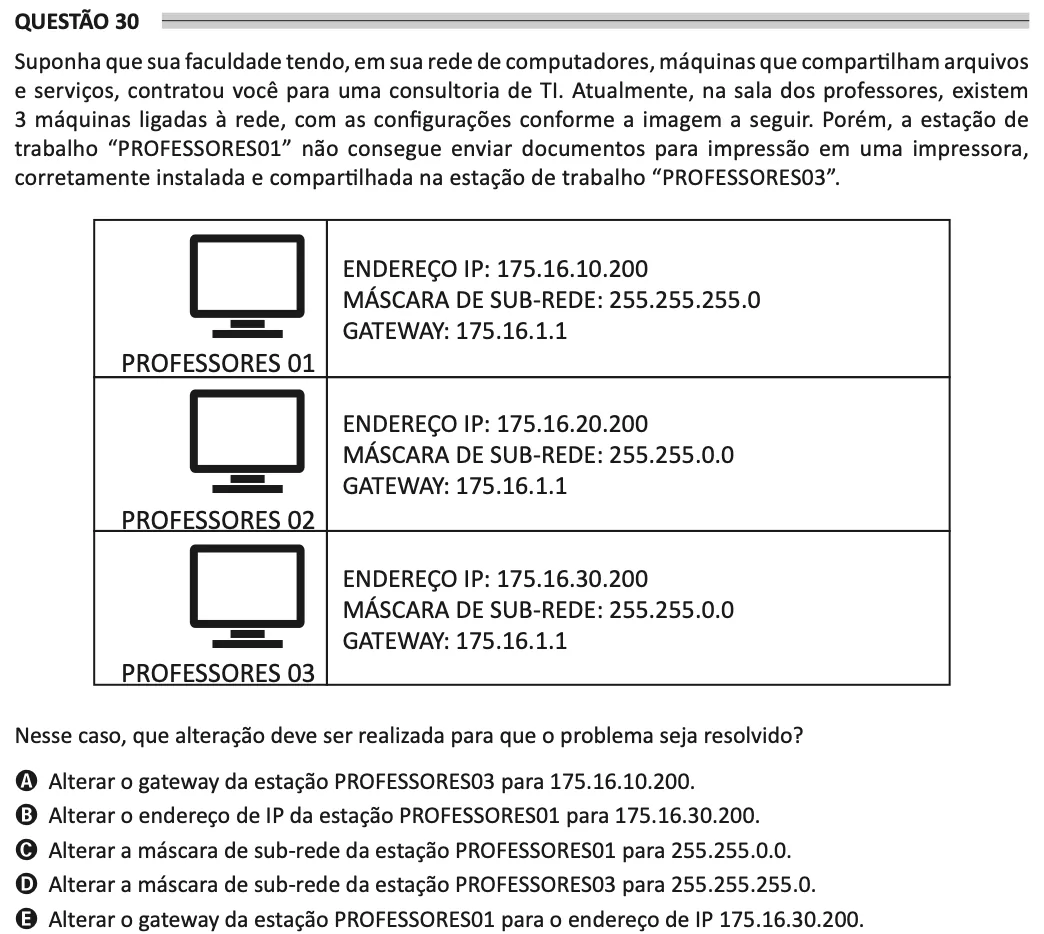 QUESTÃO 30
Suponha que sua faculdade tendo, em sua rede de computadores, máquinas que compartilham arquivos
e serviços, contratou você para uma consultoria de TI. Atualmente, na sala dos professores, existem
3 máquinas ligadas à rede, com as configurações conforme a imagem a seguir. Porém, a estação de
trabalho “PROFESSORES01” não consegue enviar documentos para impressão em uma impressora,
corretamente instalada e compartilhada na estação de trabalho “PROFESSORES03”.
ENDEREÇO IP: 175.16.10.200
MÁSCARA DE SUB-REDE: 255.255.255.0
GATEWAY: 175.16.1.1
PROFESSORES 01
ENDEREÇO IP: 175.16.20.200
MÁSCARA DE SUB-REDE: 255.255.0.0
GATEWAY: 175.16.1.1
PROFESSORES 02
ENDEREÇO IP: 175.16.30.200
MÁSCARA DE SUB-REDE: 255.255.0.0
GATEWAY: 175.16.1.1
PROFESSORES 03
Nesse caso, que alteração deve ser realizada para que o problema seja resolvido?
A Alterar o gateway da estação PROFESSORES03 para 175.16.10.200.
B Alterar o endereço de IP da estação PROFESSORES01 para 175.16.30.200.
C Alterar a máscara de sub-rede da estação PROFESSORES01 para 255.255.0.0.
D Alterar a máscara de sub-rede da estação PROFESSORES03 para 255.255.255.0.
E Alterar o gateway da estação PROFESSORES01 para o endereço de IP 175.16.30.200.